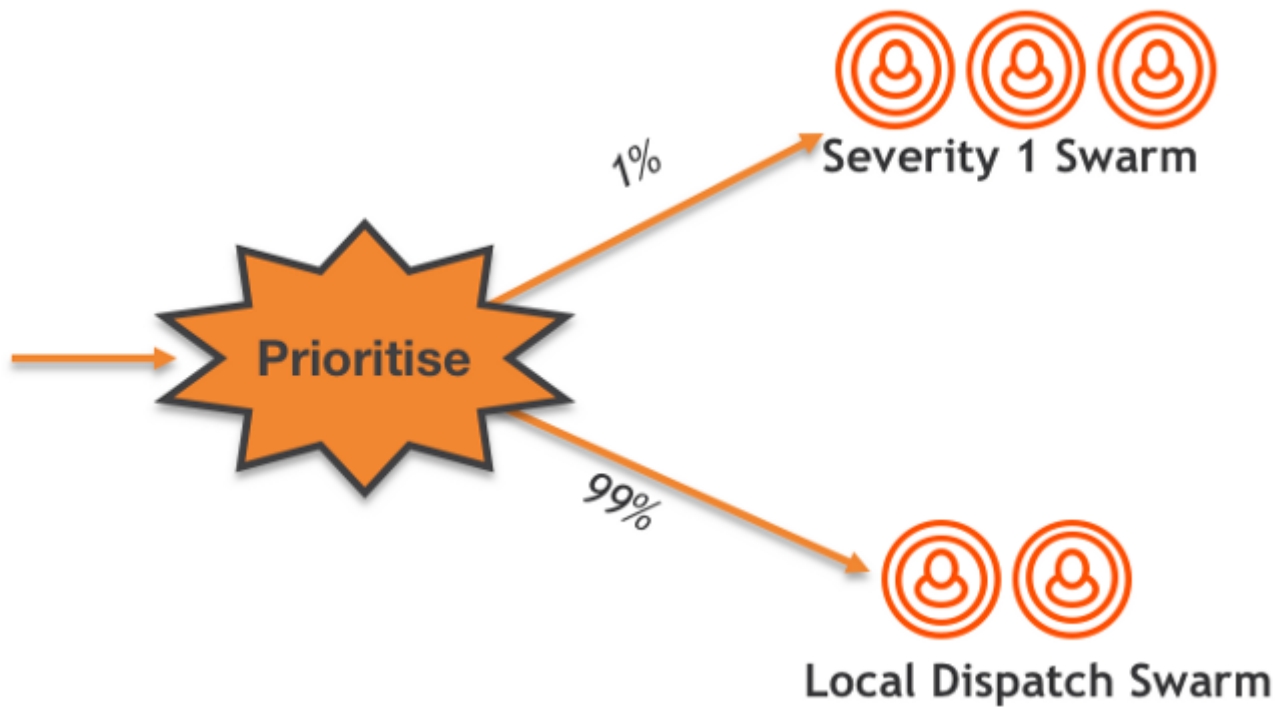 1%
Severity 1 Swarm
Prioritise
99%
Local Dispatch Swarm